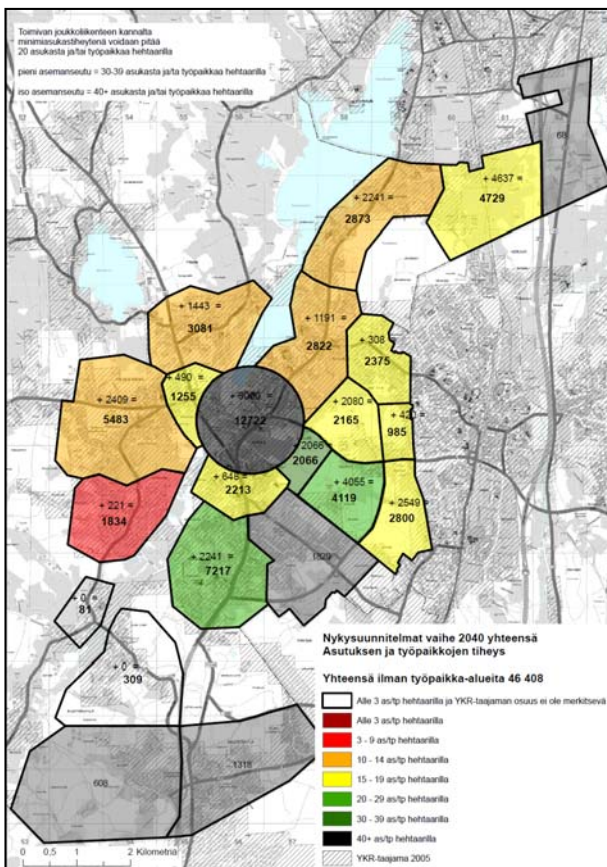 Toimivan joukkoliikenteen kannalta
minimiasukastiheytenä voidaan pitää
20 asukasta ja/tai työpaikkaa hehtaarilla
pieni asemanseutu = 30-39 asukasta ja/ta työpaikkaa hehtaarilla
iso asemanseutu = 40+ asukasta ja/tai työpaikkaa hehtaarilla
68
+ 4637 =
4729
+ 2241 =
2873
+ 1443 =
3081
+ 1191 =
2822
+ 308
2375
+ 490 =
1255
+ 2409 =
5483
12722
+ 2080 =
2165
985
+ 2066
2066
+ 648 =
2213
+ 4055 =
4119
+ 2549 =
2800
+ 221 =
1834
+ 2241 =
7217
1829
+ 0 =
81
+ 0 =
309
608
1318
Nykysuunnitelmat vaihe 2040 yhteensä
Asutuksen ja työpaikkojen tiheys
Yhteensä ilman työpaikka-alueita 46 408
Alle 3 as/tp hehtaarilla ja YKR-taajaman osuus ei ole merkitsevä
Alle 3 as/tp hehtaarilla
3 - 9 as/tp hehtaarilla
10 - 14 as/tp hehtaarilla
15 - 19 as/tp hehtaarilla
20 - 29 as/tp hehtaarilla
30 - 39 as/tp hehtaarilla
40+ as/tp hehtaarilla
YKR-taajama 2005
0 0,5 1 2 Kilometriä